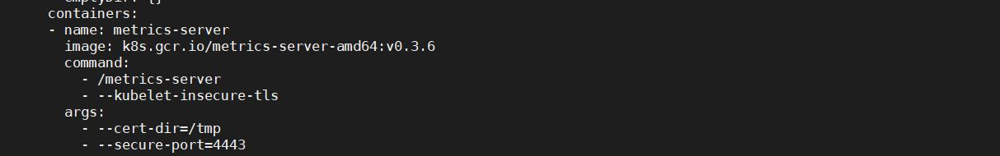 emptyDir: {}
containers:
- name: metrics-server
image: k8s.gcr.io/metrics-server-amd64:v0.3.6
command:
- /metrics-server
- --kubelet-insecure-tls
args:
- --cert-dir=/tmp
- --secure-port=4443